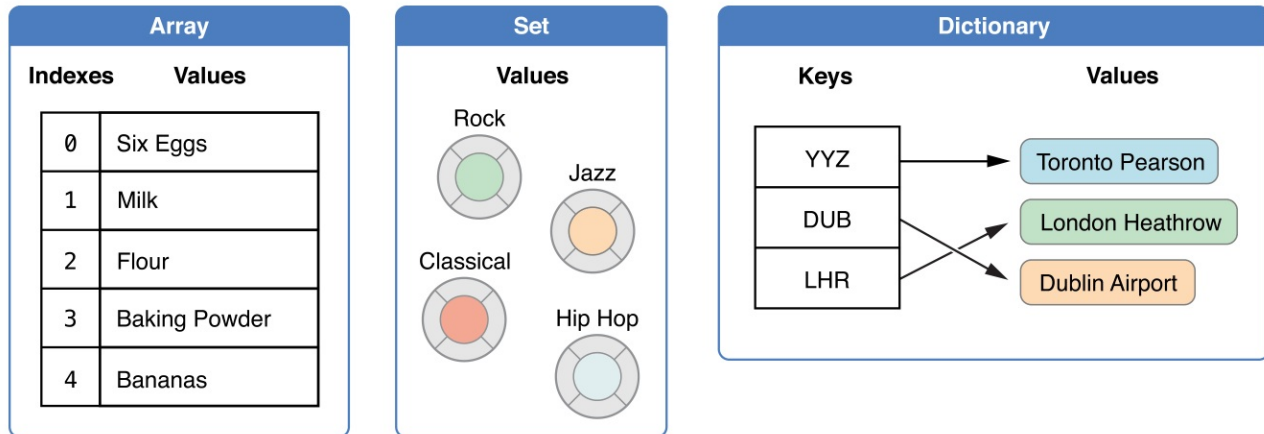 Array
Indexes Values
0 Six Eggs
1 Milk
2 Flour
3 Baking Powder
4 Bananas
Set
Values
Rock
Jazz
Classical
Hip Hop
Dictionary
Keys Values
YYZ Toronto Pearson
DUB London Heathrow
LHR Dublin Airport